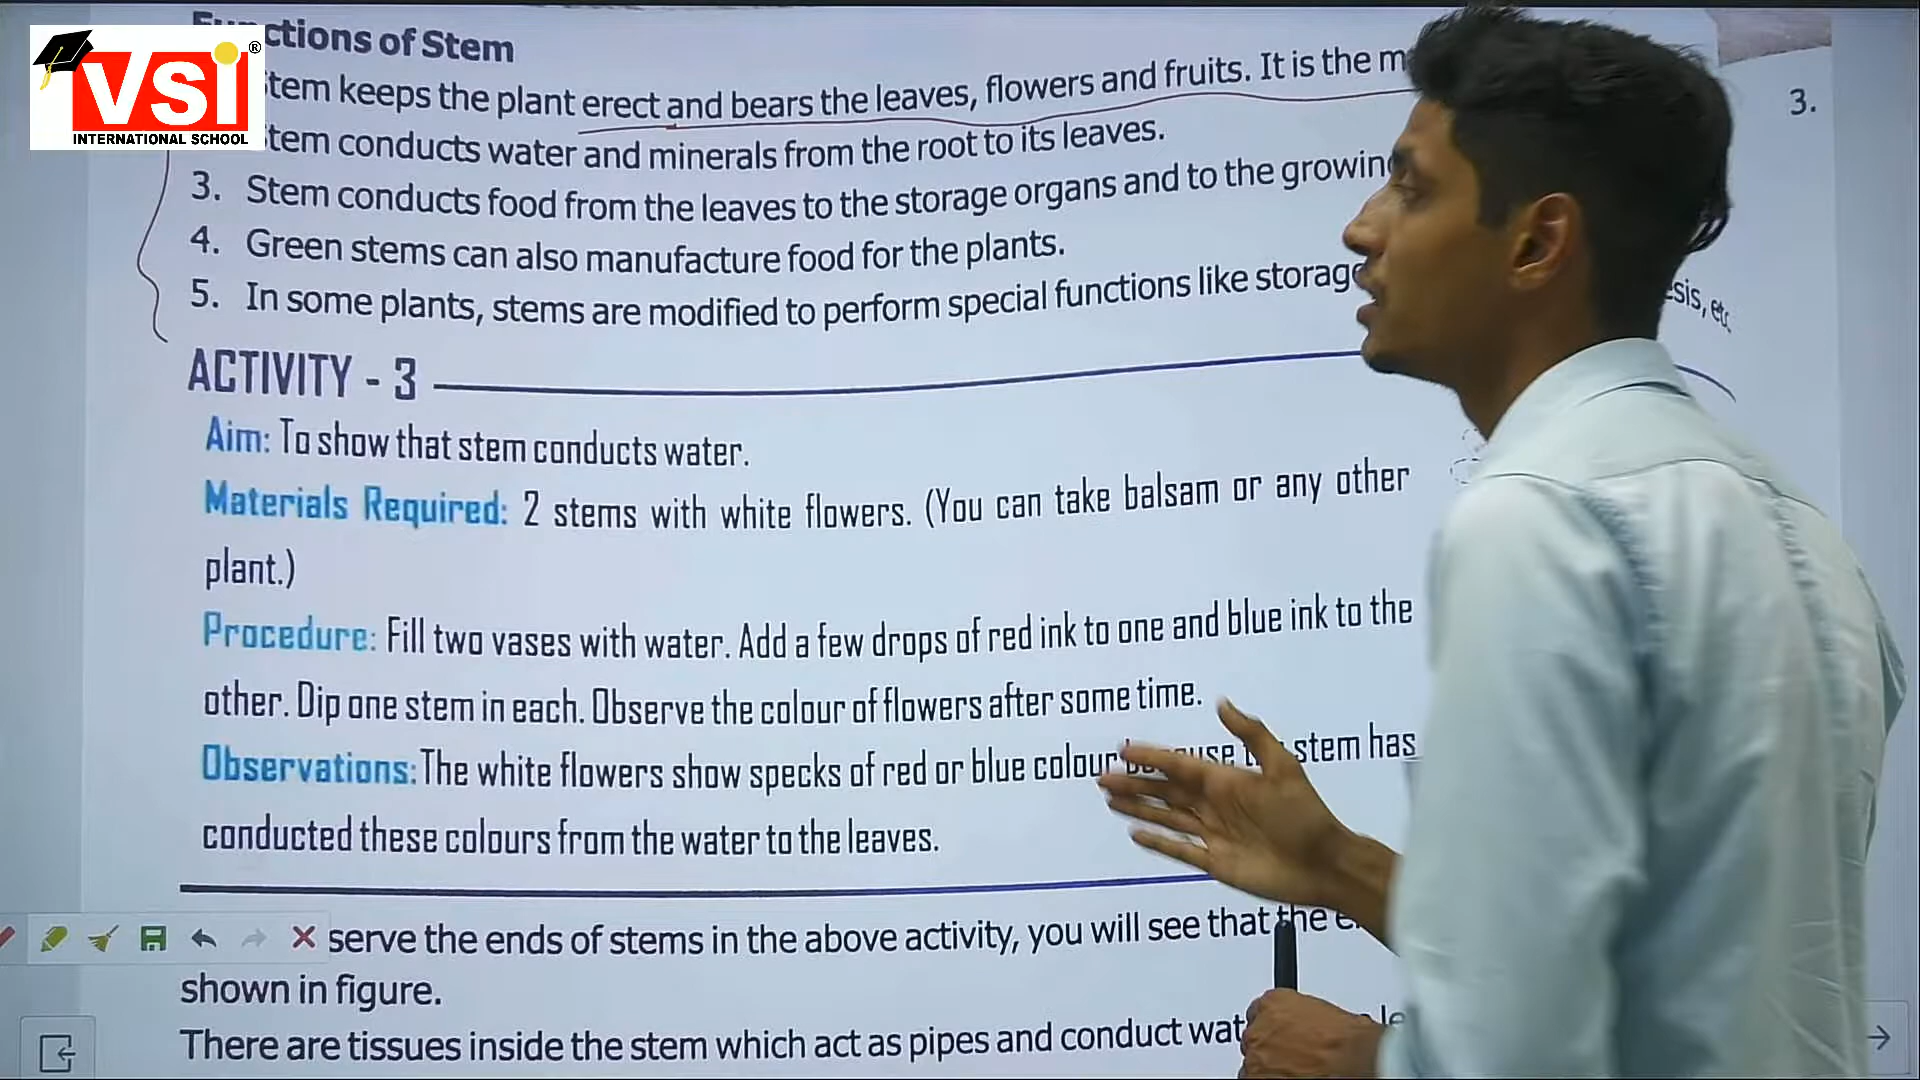 ctions of Stem
VSI ®
INTERNATIONAL SCHOOL
tem keeps the plant erect and bears the leaves, flowers and fruits. It is the
tem conducts water and minerals from the root to its leaves.
3. Stem conducts food from the leaves to the storage organs and to the growing
4. Green stems can also manufacture food for the plants.
5. In some plants, stems are modified to perform special functions like storage sis, etc.
3.
ACTIVITY - 3
Aim: To show that stem conducts water.
Materials Required: 2 stems with white flowers. (You can take balsam or any other
plant.)
Procedure: Fill two vases with water. Add a few drops of red ink to one and blue ink to the
other. Dip one stem in each. Observe the colour of flowers after some time.
Observations: The white flowers show specks of red or blue colour stem has
conducted these colours from the water to the leaves.
serve the ends of stems in the above activity, you will see that the
shown in figure.
There are tissues inside the stem which act as pipes and conduct wat